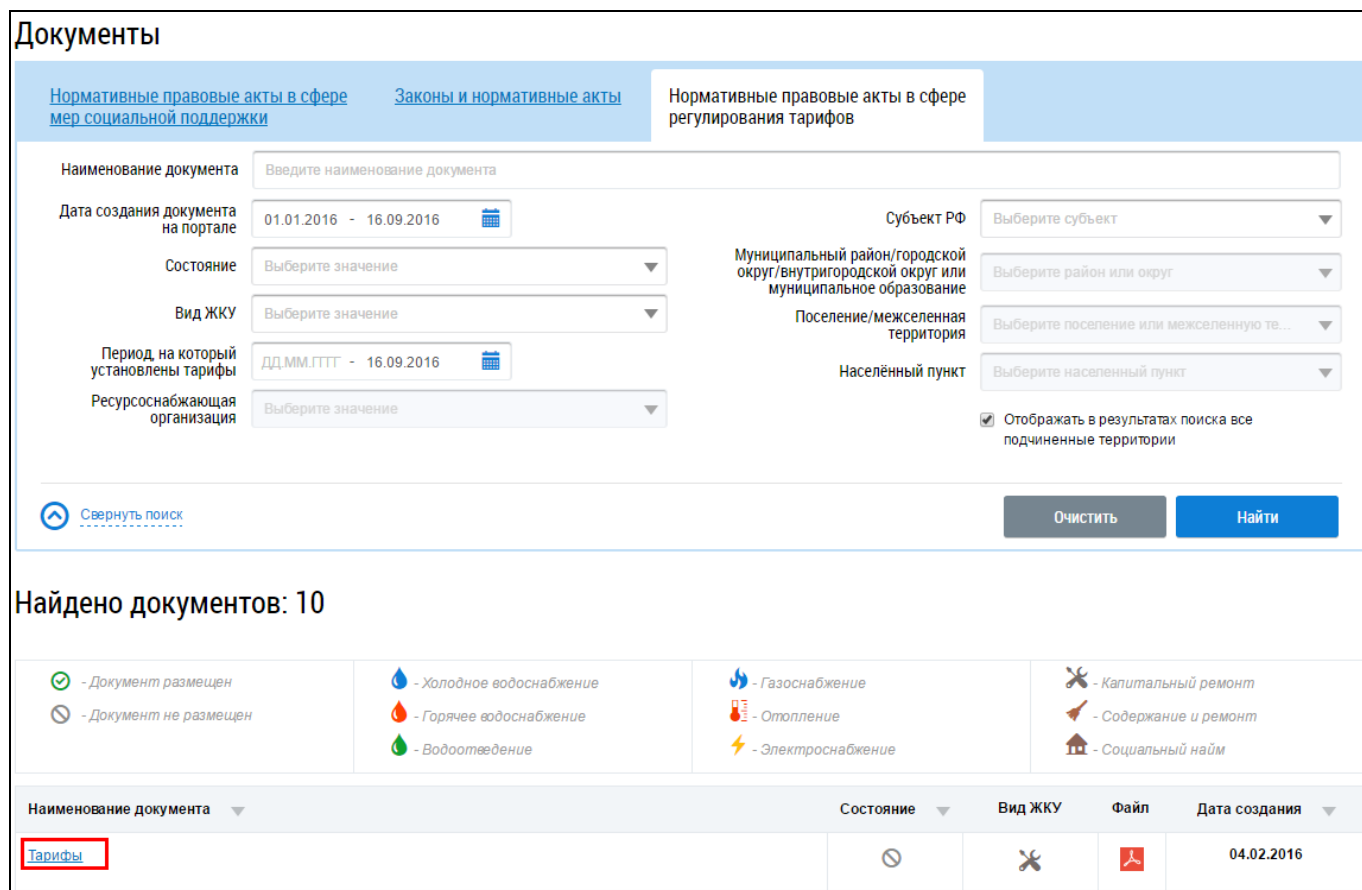 Документы
Нормативные правовые акты в сфере
мер социальной поддержки
Законы и нормативные акты
Нормативные правовые акты в сфере
регулирования тарифов
Наименование документа
Введите наименование документа
Дата создания документа
на портале
01.01.2016 - 16.09.2016
Субъект РФ
Выберите субъект
Состояние
Выберите значение
Муниципальный район/городской
округ/внутригородской округ или
муниципальное образование
Выберите район или округ
Вид ЖКУ
Выберите значение
Поселение/межселенная
территория
Выберите поселение или межселенную те...
Период, на который
установлены тарифы
ДД.ММ.ГГГГ - 16.09.2016
Населённый пункт
Выберите населенный пункт
Ресурсоснабжающая
организация
Выберите значение
Отображать в результатах поиска все
подчиненные территории
Свернуть поиск
Очистить
Найти
Найдено документов: 10
- Документ размещен
- Документ не размещен
- Холодное водоснабжение
- Горячее водоснабжение
- Водоотведение
- Газоснабжение
- Отопление
- Электроснабжение
- Капитальный ремонт
- Содержание и ремонт
- Социальный найм
Наименование документа
Состояние
Вид ЖКУ
Файл
Дата создания
Тарифы
04.02.2016